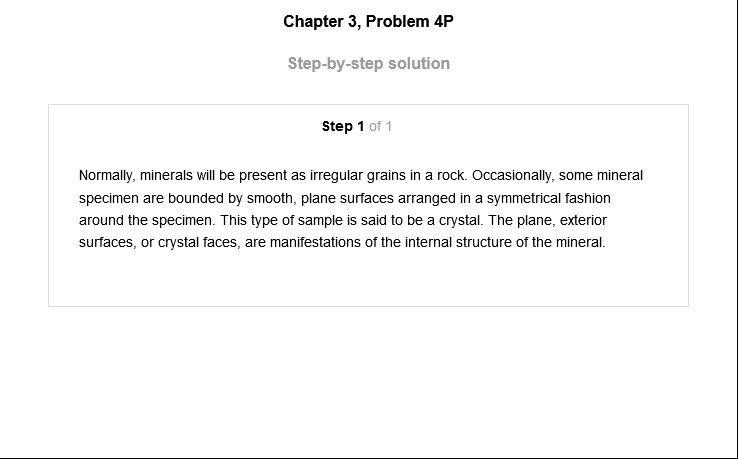 Chapter 3, Problem 4P
Step-by-step solution
Step 1 of 1
Normally, minerals will be present as irregular grains in a rock. Occasionally, some mineral
specimen are bounded by smooth, plane surfaces arranged in a symmetrical fashion
around the specimen. This type of sample is said to be a crystal. The plane, exterior
surfaces, or crystal faces, are manifestations of the internal structure of the mineral.